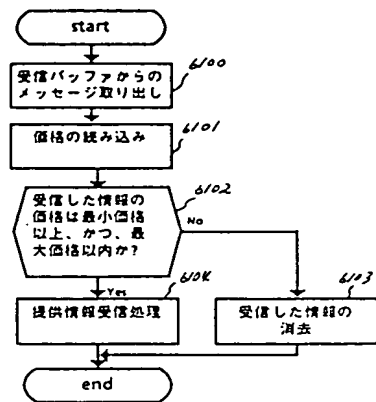 start
6100
受信バッファからの
メッセージ取り出し
6101
価格の読み込み
6102
受信した情報の
価格は最小価格
以上、かつ、最
大価格以内か?
No
Yes
6104
提供情報受信処理
6103
受信した情報の
消去
end